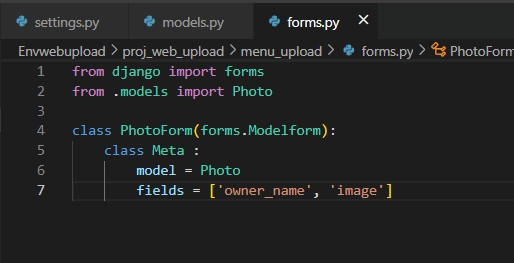 settings.py models.py forms.py ×
Envwebupload > proj_web_upload > menu_upload > forms.py > PhotoForm
1 from django import forms
2 from .models import Photo
3
4 class PhotoForm(forms.Modelform):
5 class Meta :
6 model = Photo
7 fields = ['owner_name', 'image']